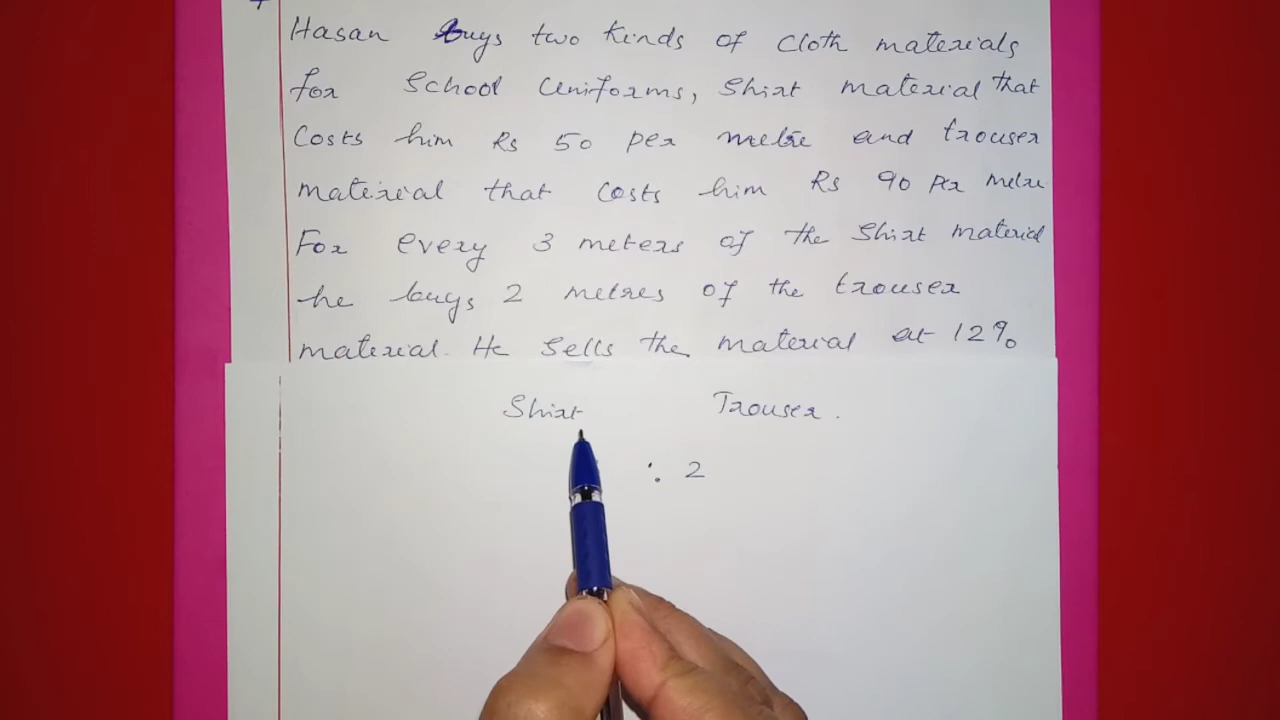 Hasan buys two kinds of cloth materials
for School Uniforms, Shirt material that
Costs him Rs 50 per metre and trouser
material that costs him Rs 90 per metre
For every 3 meters of the Shirt material
he buys 2 metres of the trouser
material. He sells the material at 12%
Shirt Trouser.
: 2